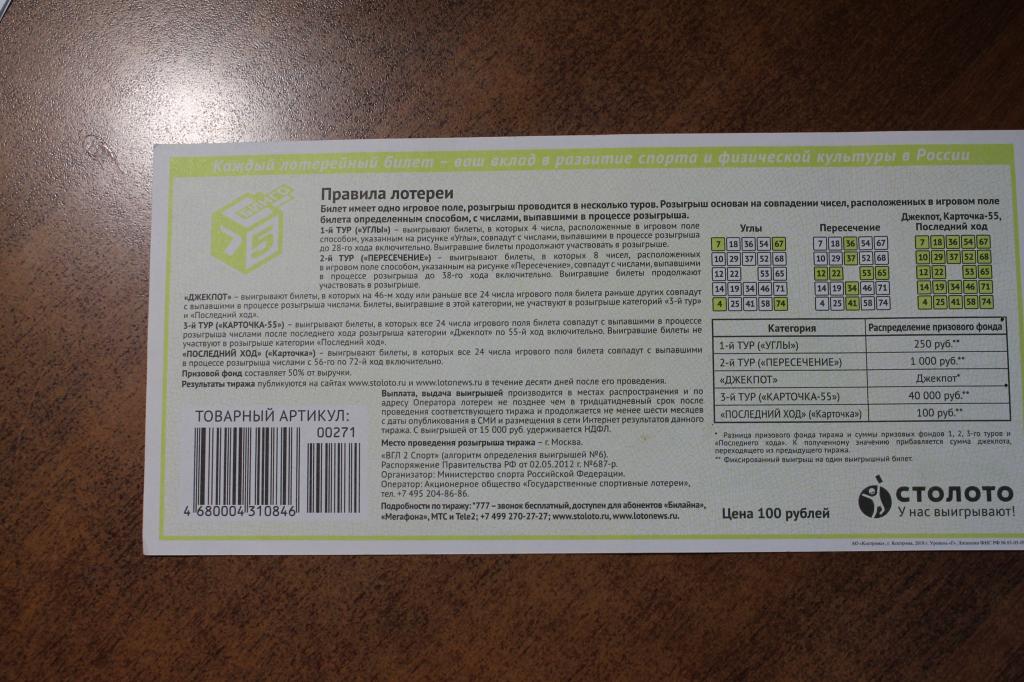 Каждый лотерейный билет – ваш вклад в развитие спорта и физической культуры в России
БИНГО
75
Правила лотереи
Билет имеет одно игровое поле, розыгрыш проводится в несколько туров. Розыгрыш основан на совпадении чисел, расположенных в игровом поле
билета определенным способом, с числами, выпавшими в процессе розыгрыша.
1-й ТУР («УГЛЫ») – выигрывают билеты, в которых 4 числа, расположенные в игровом поле
способом, указанным на рисунке «Углы», совпадут с числами, выпавшими в процессе розыгрыша
до 28-го хода включительно. Выигравшие билеты продолжают участвовать в розыгрыше.
2-й ТУР («ПЕРЕСЕЧЕНИЕ») – выигрывают билеты, в которых 8 чисел, расположенных
в игровом поле способом, указанным на рисунке «Пересечение», совпадут с числами, выпавшими
в процессе розыгрыша до 38-го хода включительно. Выигравшие билеты продолжают
участвовать в розыгрыше.
«ДЖЕКПОТ» – выигрывают билеты, в которых на 46-м ходу или раньше все 24 числа игрового поля билета раньше других совпадут
с выпавшими в процессе розыгрыша числами. Билеты, выигравшие в этой категории, не участвуют в розыгрыше категорий «3-й тур»
и «Последний ход».
3-й ТУР («КАРТОЧКА-55») – выигрывают билеты, в которых все 24 числа игрового поля билета совпадут с выпавшими в процессе
розыгрыша числами после последнего хода розыгрыша категории «Джекпот» по 55-й ход включительно. Выигравшие билеты не
участвуют в розыгрыше категории «Последний ход».
«ПОСЛЕДНИЙ ХОД» («Карточка») – выигрывают билеты, в которых все 24 числа игрового поля билета совпадут с выпавшими
в процессе розыгрыша числами с 56-го по 72-й ход включительно.
Призовой фонд составляет 50% от выручки.
Результаты тиража публикуются на сайтах www.stoloto.ru и www.lotonews.ru в течение десяти дней после его проведения.
Выплата, выдача выигрышей производится в местах распространения и по
адресу Оператора лотереи не позднее чем в тридцатидневный срок после
проведения соответствующего тиража и продолжается не менее шести месяцев
с даты опубликования в СМИ и размещения в сети Интернет результатов данного
тиража. С выигрышей от 15 000 руб. удерживается НДФЛ.
Место проведения розыгрыша тиража – г. Москва.
«ВГЛ 2 Спорт» (алгоритм определения выигрышей №6).
Распоряжение Правительства РФ от 02.05.2012 г. №687-р.
Организатор: Министерство спорта Российской Федерации.
Оператор: Акционерное общество «Государственные спортивные лотереи»,
тел. +7 495 204-86-86.
Подробности по тиражу: *777 – звонок бесплатный, доступен для абонентов «Билайна»,
«Мегафона», МТС и Tele2; +7 499 270-27-27; www.stoloto.ru, www.lotonews.ru.
ТОВАРНЫЙ АРТИКУЛ:
00271
4 680004 310846
Углы
7 18 36 54 67
10 29 37 52 68
12 22 53 65
14 19 34 46 71
4 25 41 58 74
Пересечение
7 18 36 54 67
10 29 37 52 68
12 22 53 65
14 19 34 46 71
4 25 41 58 74
Джекпот, Карточка-55,
Последний ход
7 18 36 54 67
10 29 37 52 68
12 22 53 65
14 19 34 46 71
4 25 41 58 74
Категория Распределение призового фонда
1-й ТУР («УГЛЫ») 250 руб.**
2-й ТУР («ПЕРЕСЕЧЕНИЕ») 1 000 руб.**
«ДЖЕКПОТ» Джекпот*
3-й ТУР («КАРТОЧКА-55») 40 000 руб.**
«ПОСЛЕДНИЙ ХОД» («Карточка») 100 руб.**
* Разница призового фонда тиража и суммы призовых фондов 1, 2, 3-го туров и
«Последнего хода». К полученному значению прибавляется сумма джекпота,
переходящего из предыдущего тиража.
** Фиксированный выигрыш на один выигрышный билет.
Цена 100 рублей
СТОЛОТО
У нас выигрывают!